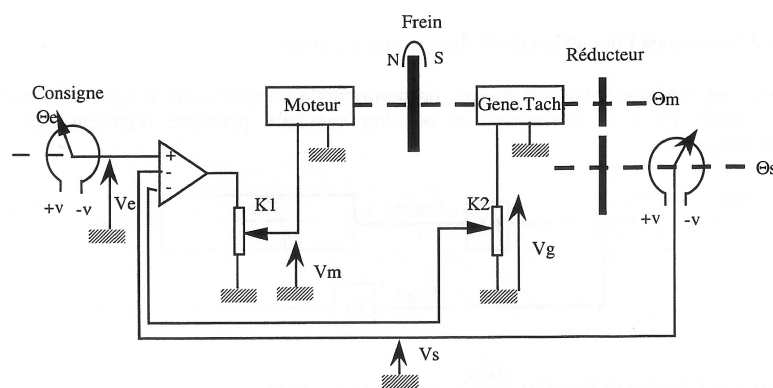 Frein
N S
Réducteur
Consigne
Θe
Moteur
Gene.Tach
Θm
Θs
+
-
-
+v -v
Ve
K1
K2
Vm
Vg
+v -v
Vs